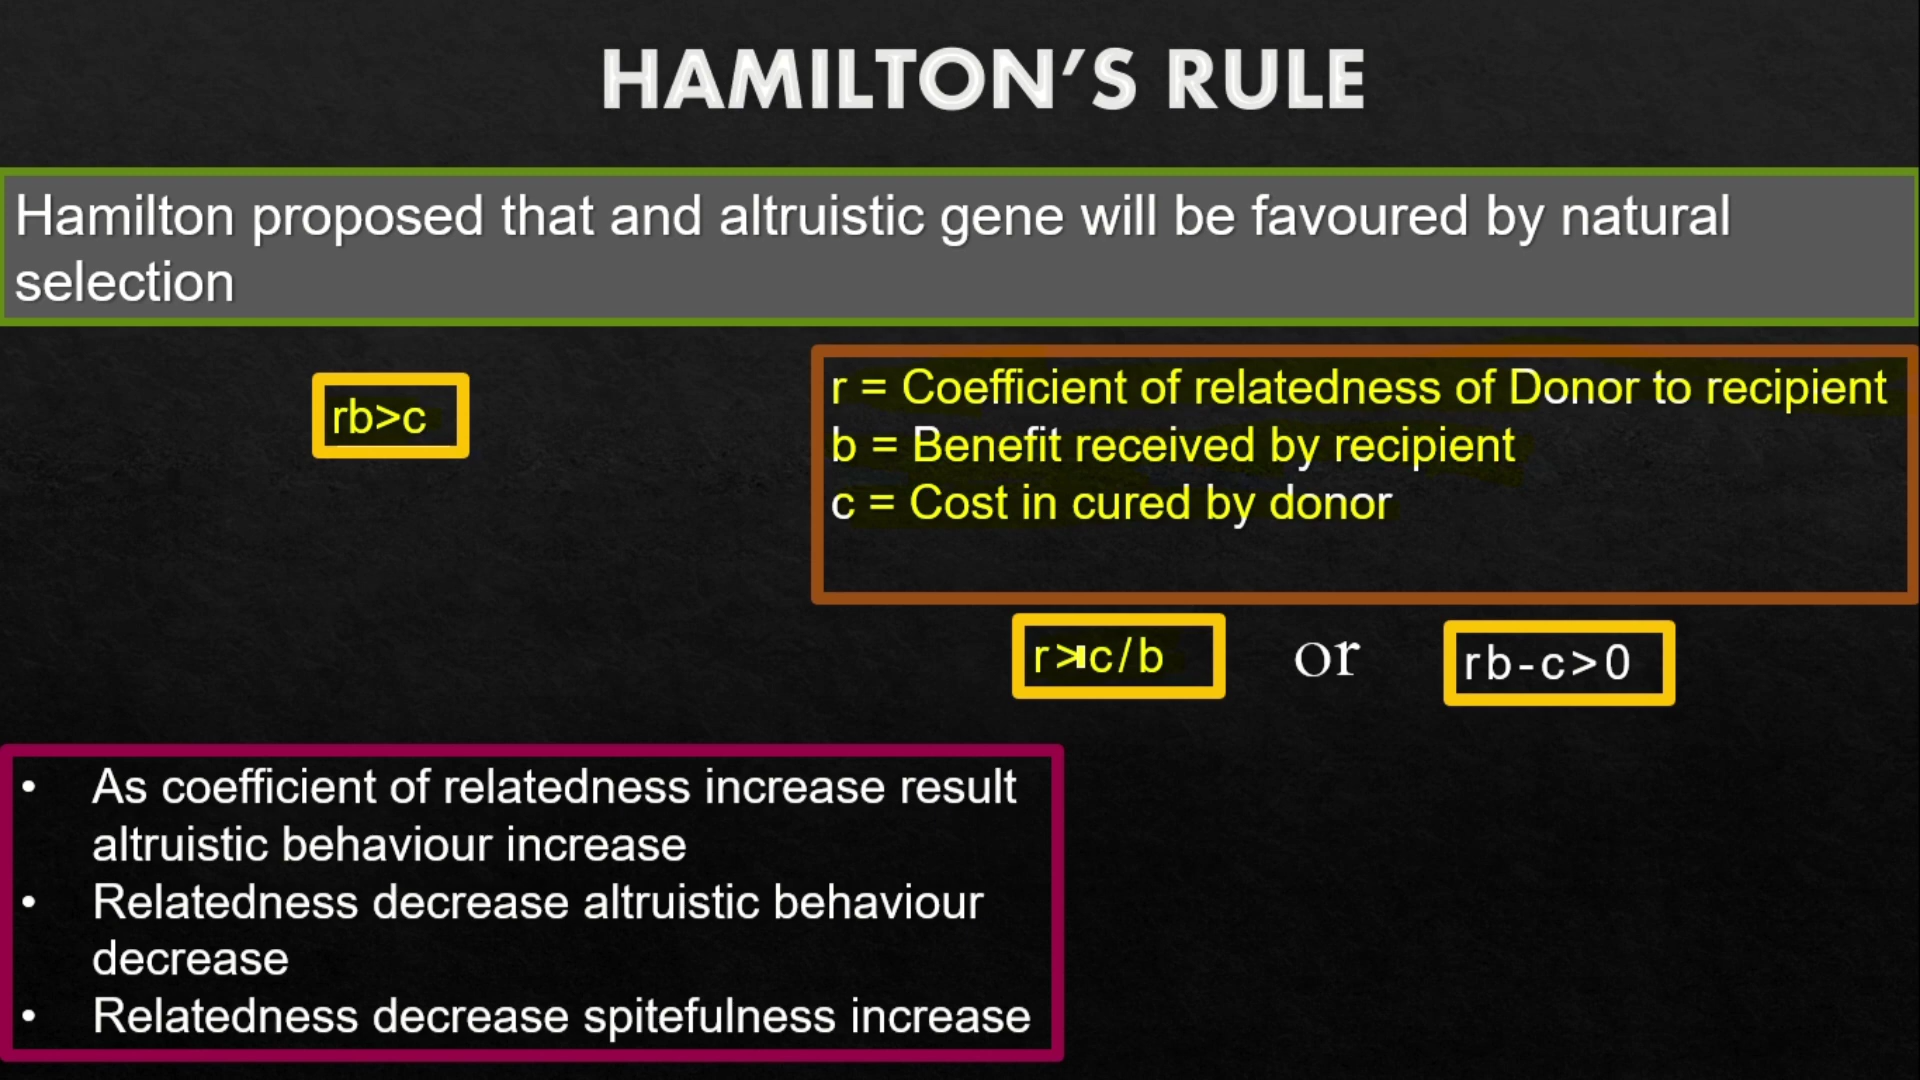 HAMILTON'S RULE
Hamilton proposed that and altruistic gene will be favoured by natural
selection
rb>c
r = Coefficient of relatedness of Donor to recipient
b = Benefit received by recipient
c = Cost in cured by donor
r>c/b or rb-c>0
• As coefficient of relatedness increase result
altruistic behaviour increase
• Relatedness decrease altruistic behaviour
decrease
• Relatedness decrease spitefulness increase